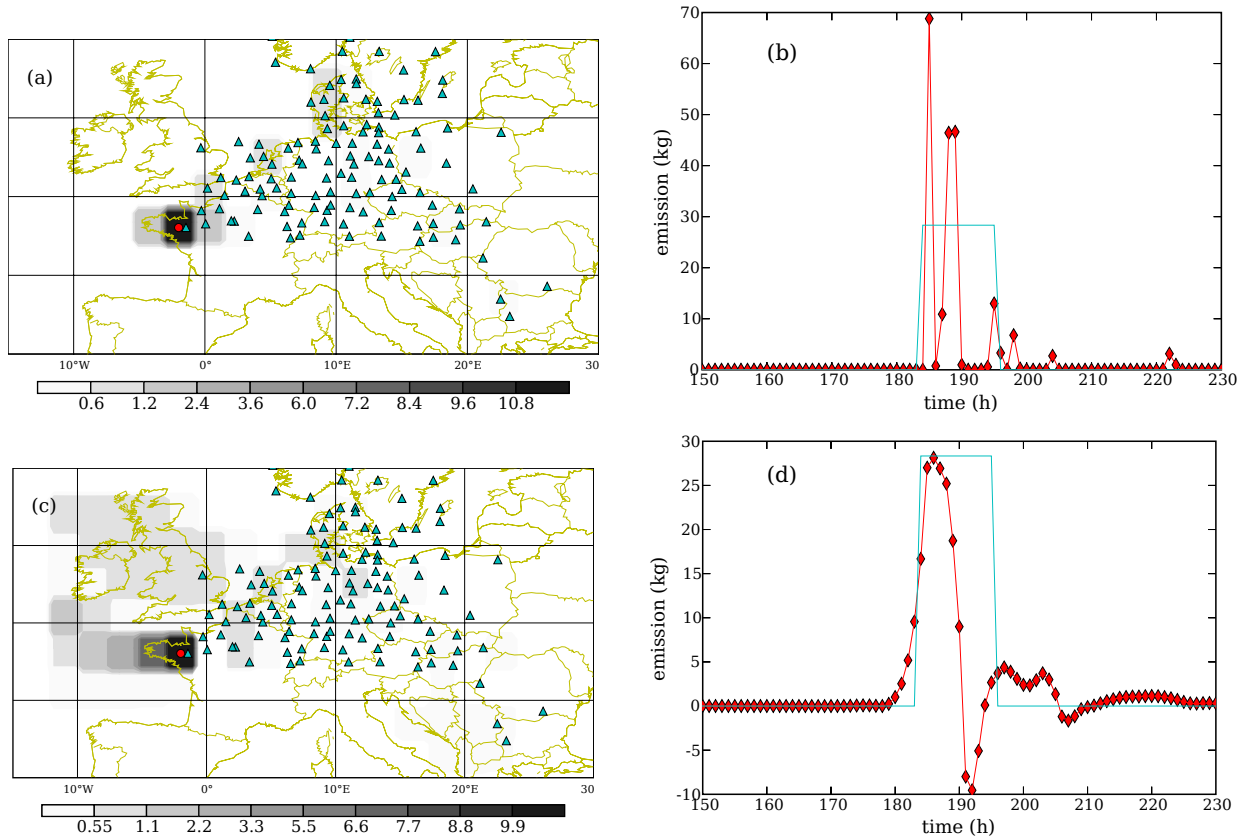 (a)
10°W 0° 10°E 20°E 30
0.6 1.2 2.4 3.6 6.0 7.2 8.4 9.6 10.8
(b)
emission (kg)
70
60
50
40
30
20
10
0
150 160 170 180 190 200 210 220 230
time (h)
(c)
10°W 0° 10°E 20°E 30
0.55 1.1 2.2 3.3 5.5 6.6 7.7 8.8 9.9
(d)
emission (kg)
30
25
20
15
10
5
0
-5
-10
150 160 170 180 190 200 210 220 230
time (h)